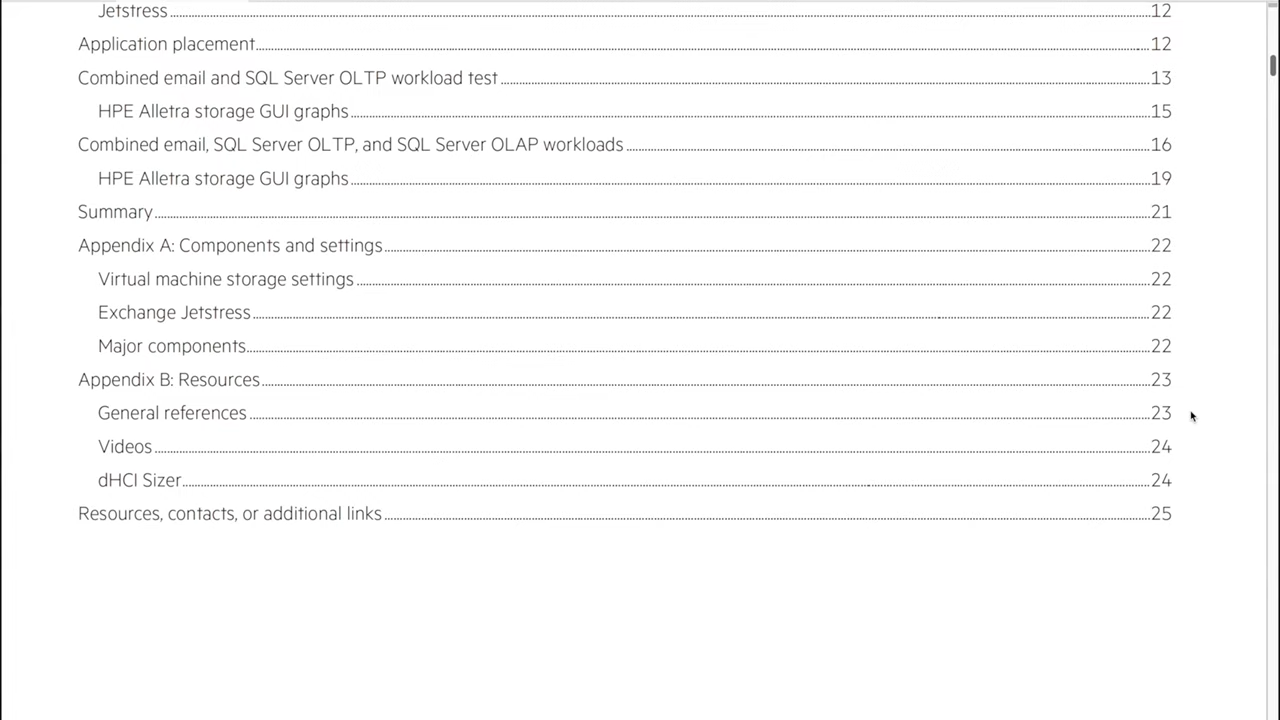 Jetstress 12
Application placement 12
Combined email and SQL Server OLTP workload test 13
HPE Alletra storage GUI graphs 15
Combined email, SQL Server OLTP, and SQL Server OLAP workloads 16
HPE Alletra storage GUI graphs 19
Summary 21
Appendix A: Components and settings 22
Virtual machine storage settings 22
Exchange Jetstress 22
Major components 22
Appendix B: Resources 23
General references 23
Videos 24
dHCI Sizer 24
Resources, contacts, or additional links 25